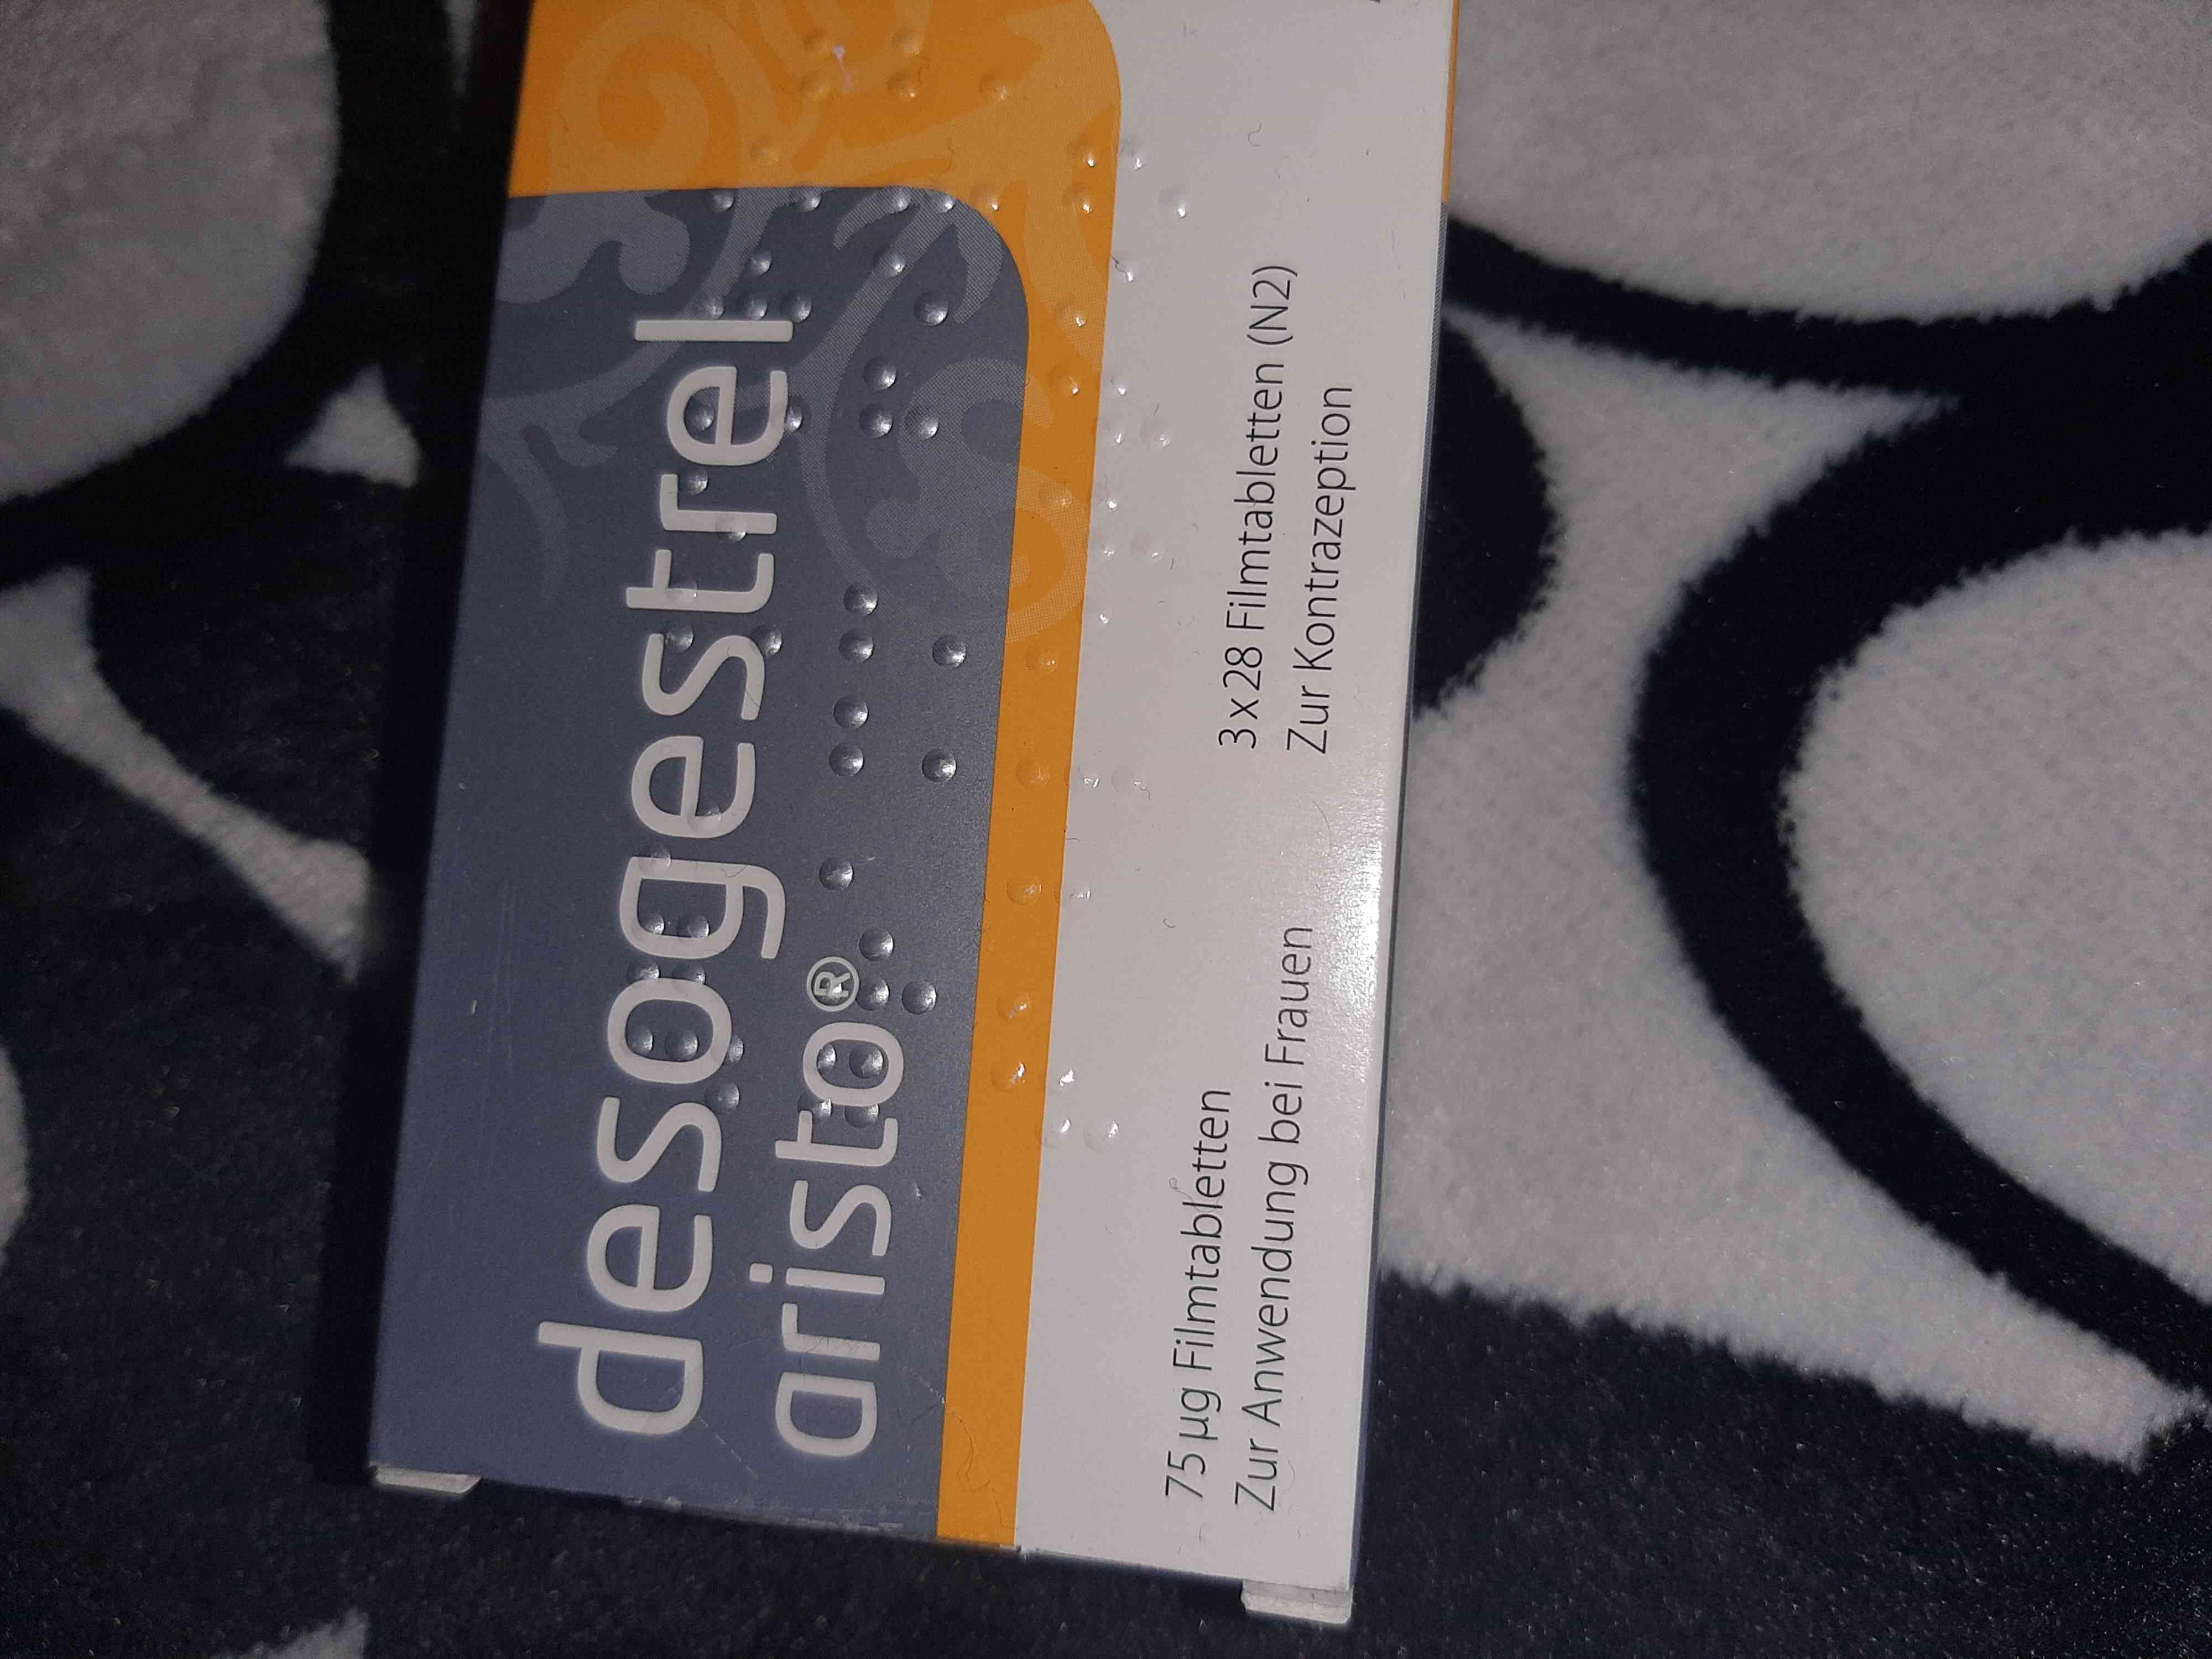 desogestrel
aristo®
75 µg Filmtabletten
Zur Anwendung bei Frauen
3 x 28 Filmtabletten (N2)
Zur Kontrazeption